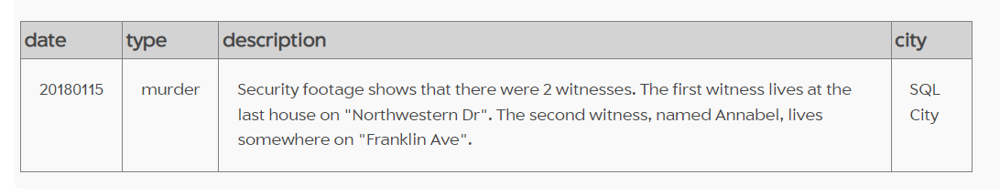 date type description city
20180115 murder Security footage shows that there were 2 witnesses. The first witness lives at the SQL
last house on "Northwestern Dr". The second witness, named Annabel, lives City
somewhere on "Franklin Ave".